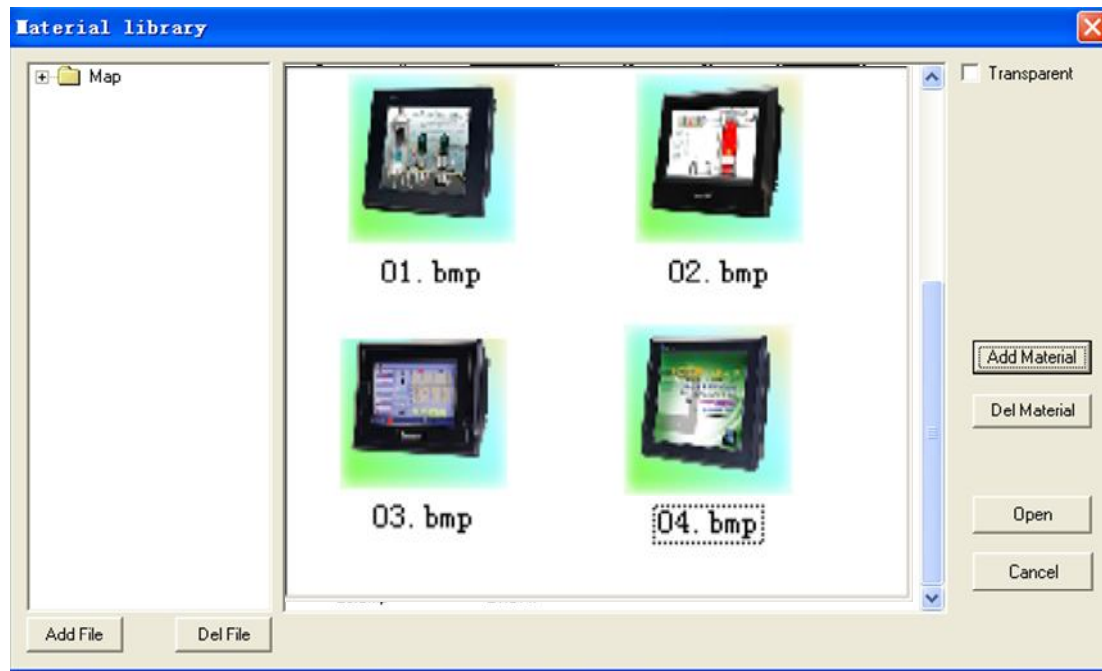 Material library
Map
Transparent
01. bmp
02. bmp
03. bmp
04. bmp
Add Material
Del Material
Open
Cancel
Add File
Del File